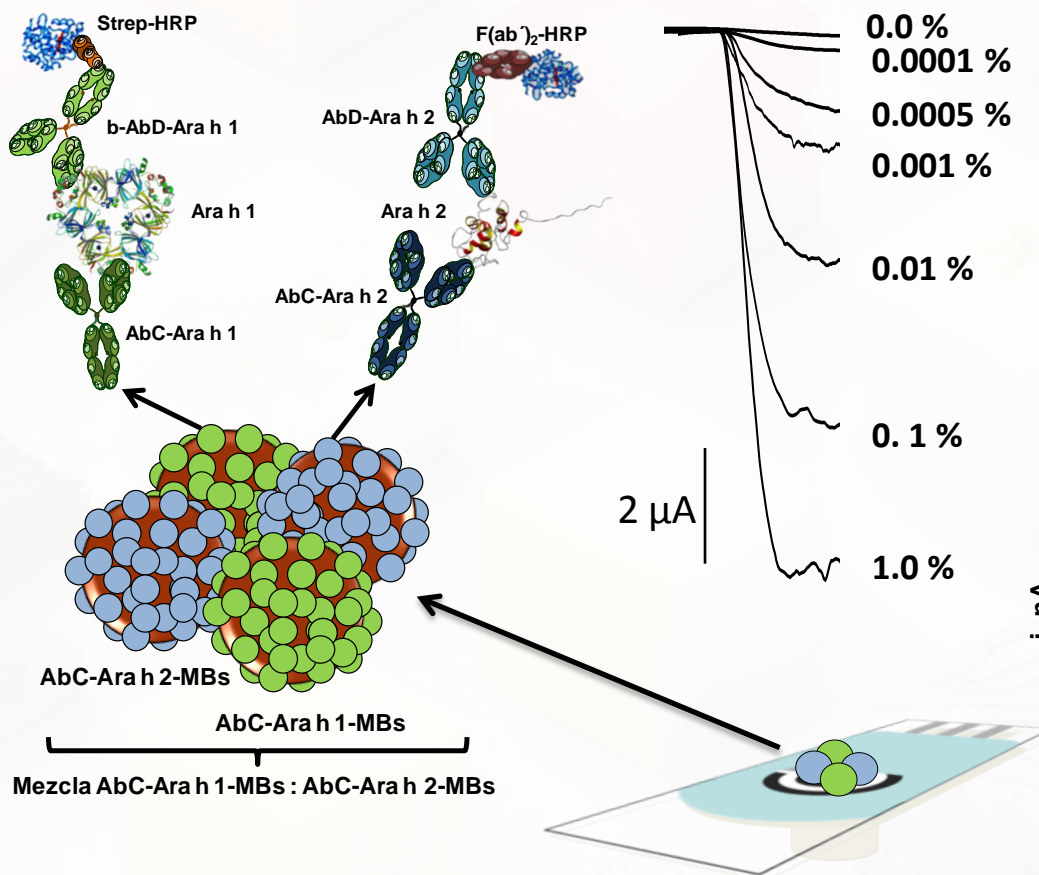 Strep-HRP
b-AbD-Ara h 1
Ara h 1
AbC-Ara h 1
F(ab´)2-HRP
AbD-Ara h 2
Ara h 2
AbC-Ara h 2
0.0 %
0.0001 %
0.0005 %
0.001 %
0.01 %
0. 1 %
1.0 %
2 µA
AbC-Ara h 2-MBs
AbC-Ara h 1-MBs
Mezcla AbC-Ara h 1-MBs : AbC-Ara h 2-MBs